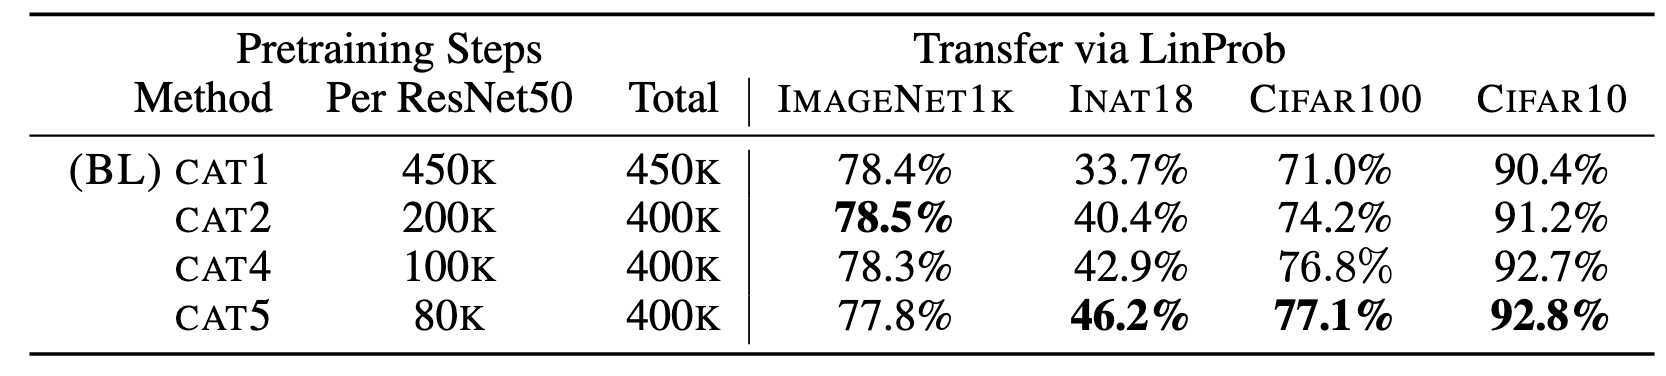 Pretraining Steps Transfer via LinProb
Method Per ResNet50 Total IMAGENET1K INAT18 CIFAR100 CIFAR10
(BL) CAT1 450K 450K 78.4% 33.7% 71.0% 90.4%
CAT2 200K 400K 78.5% 40.4% 74.2% 91.2%
CAT4 100K 400K 78.3% 42.9% 76.8% 92.7%
CAT5 80K 400K 77.8% 46.2% 77.1% 92.8%